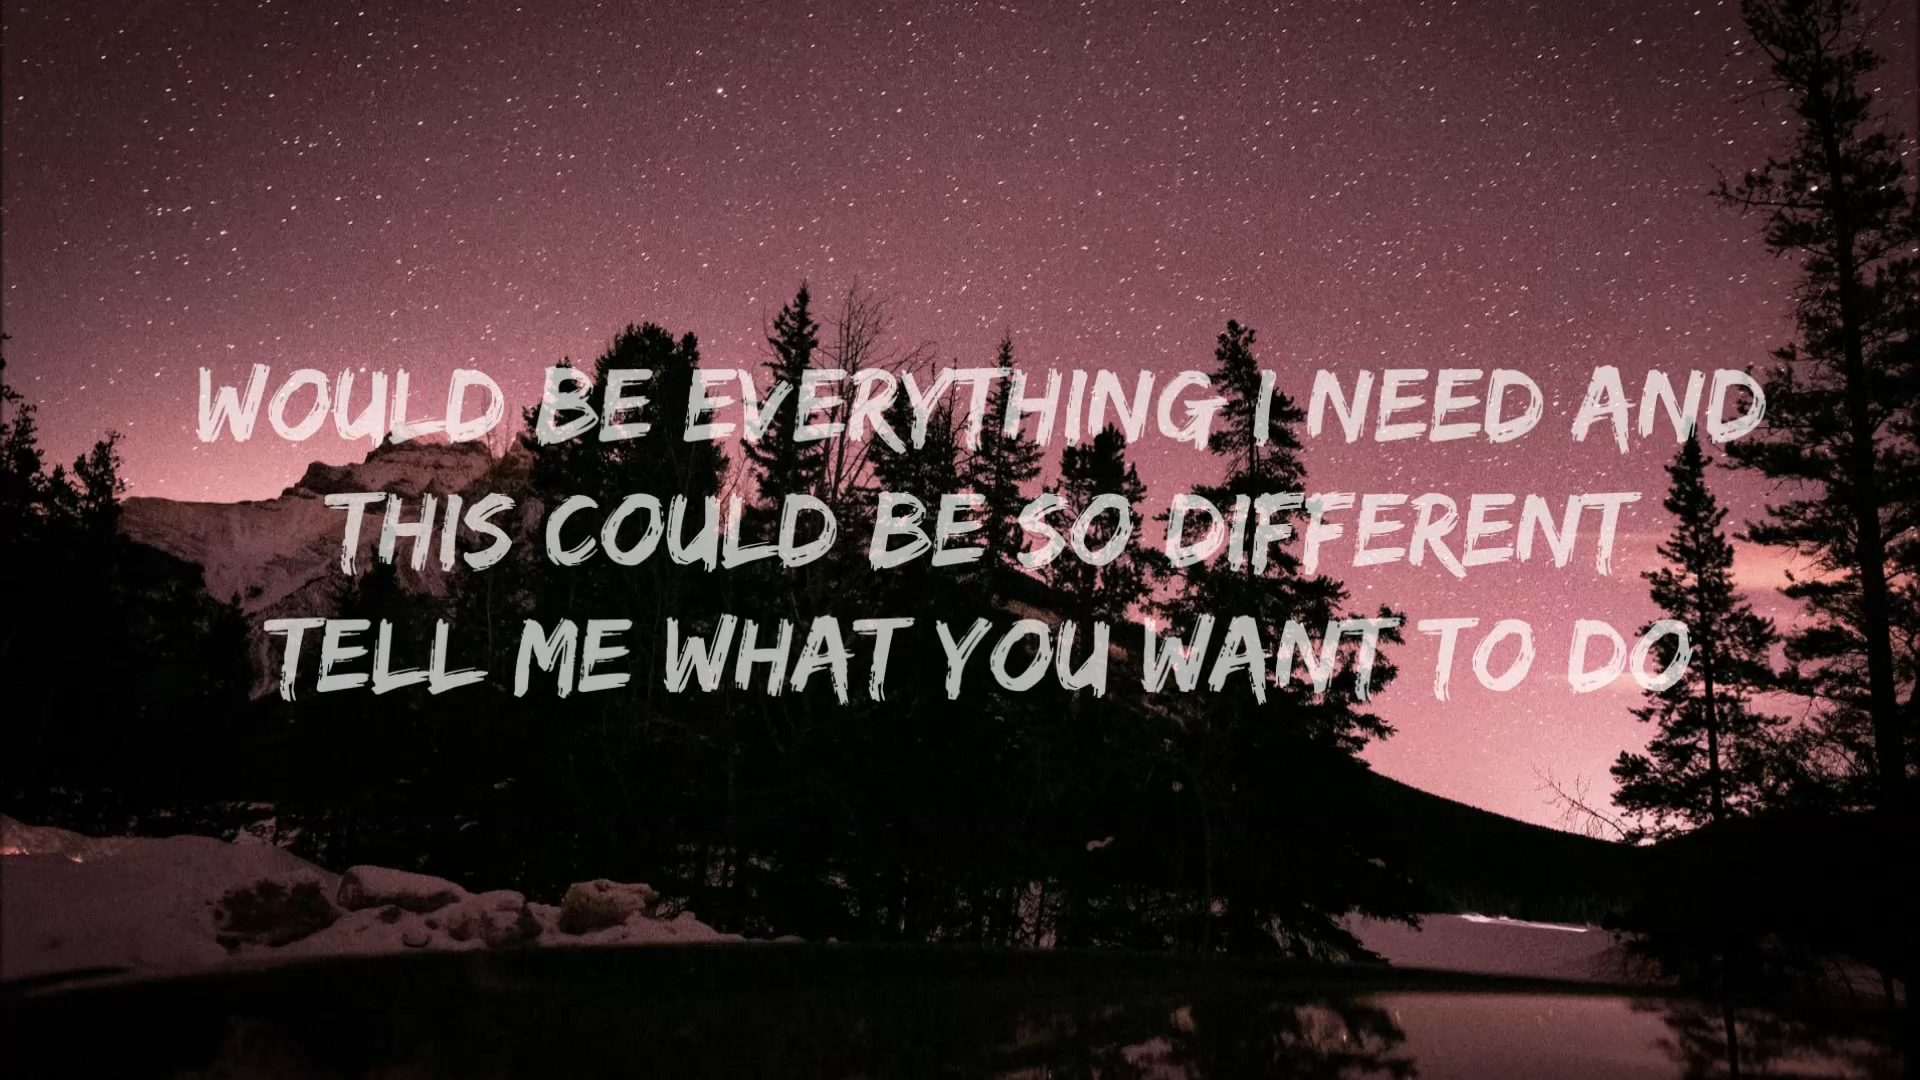 WOULD BE EVERYTHING I NEED AND
THIS COULD BE SO DIFFERENT
TELL ME WHAT YOU WANT TO DO